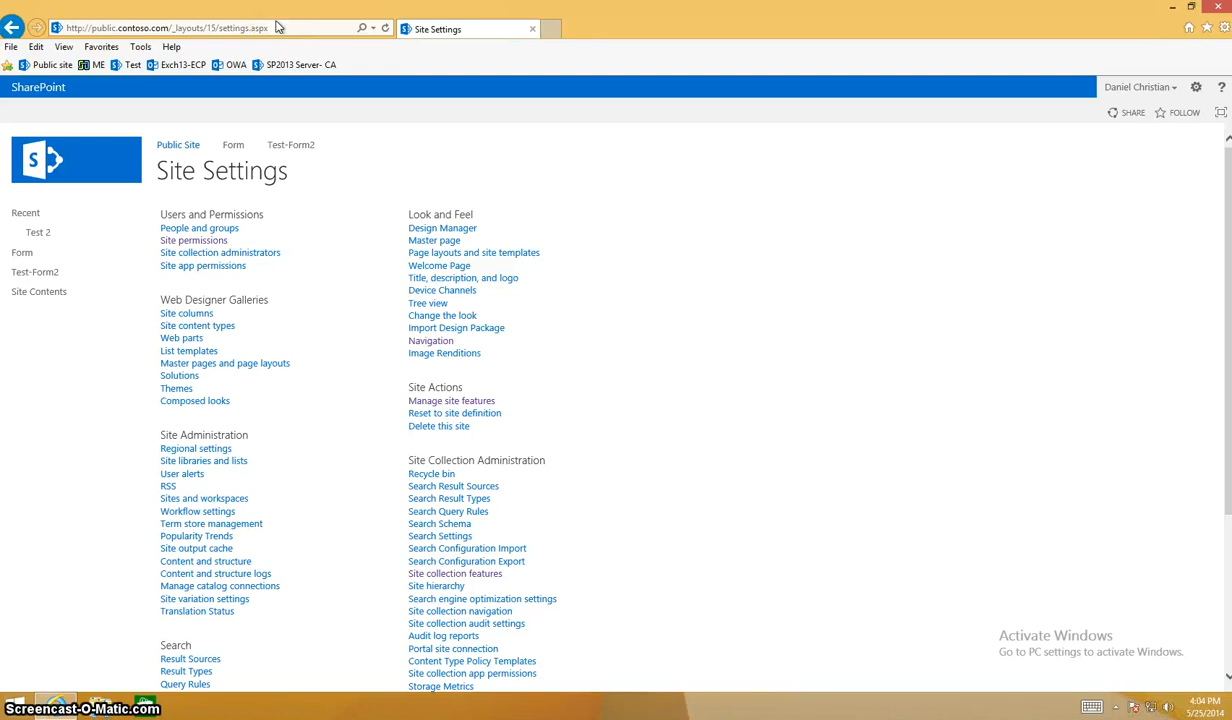 http://public.contoso.com/_layouts/15/settings.aspx
Site Settings
File Edit View Favorites Tools Help
Public site ME Test Exch13-ECP OWA SP2013 Server- CA
SharePoint
Daniel Christian
?
SHARE FOLLOW
S
Public Site Form Test-Form2
Site Settings
Recent
Test 2
Form
Test-Form2
Site Contents
Users and Permissions
People and groups
Site permissions
Site collection administrators
Site app permissions
Web Designer Galleries
Site columns
Site content types
Web parts
List templates
Master pages and page layouts
Solutions
Themes
Composed looks
Site Administration
Regional settings
Site libraries and lists
User alerts
RSS
Sites and workspaces
Workflow settings
Term store management
Popularity Trends
Site output cache
Content and structure
Content and structure logs
Manage catalog connections
Site variation settings
Translation Status
Search
Result Sources
Result Types
Query Rules
Look and Feel
Design Manager
Master page
Page layouts and site templates
Welcome Page
Title, description, and logo
Device Channels
Tree view
Change the look
Import Design Package
Navigation
Image Renditions
Site Actions
Manage site features
Reset to site definition
Delete this site
Site Collection Administration
Recycle bin
Search Result Sources
Search Result Types
Search Query Rules
Search Schema
Search Settings
Search Configuration Import
Search Configuration Export
Site collection features
Site hierarchy
Search engine optimization settings
Site collection navigation
Site collection audit settings
Audit log reports
Portal site connection
Content Type Policy Templates
Site collection app permissions
Storage Metrics
Activate Windows
Go to PC settings to activate Windows.
Screencast-O-Matic.com
4:04 PM
5/25/2014